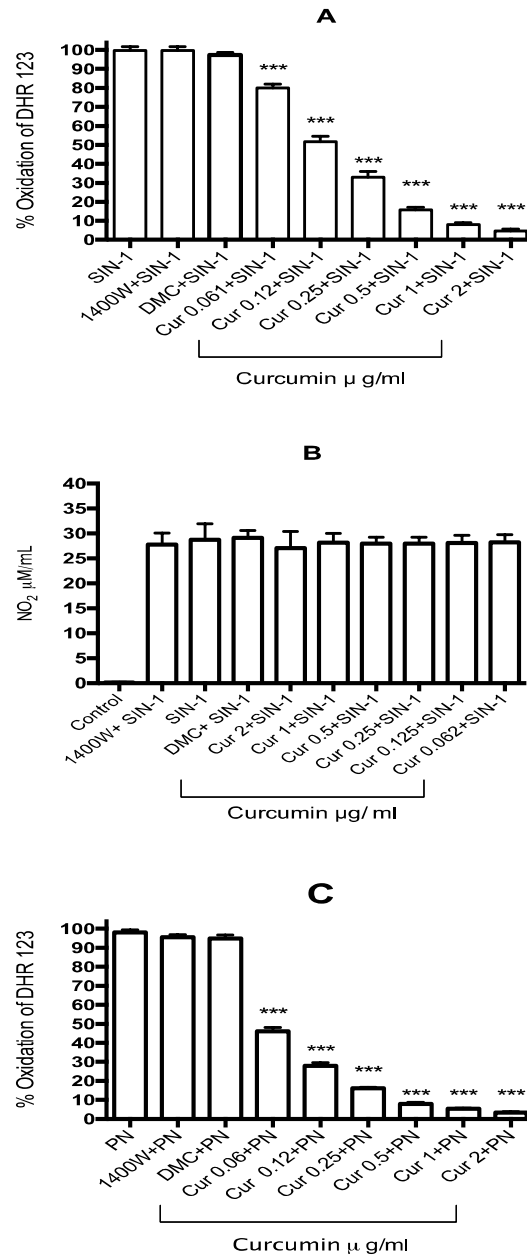 A
% Oxidation of DHR 123
100
90
80
70
60
50
40
30
20
10
0
***
***
***
***
***
***
SIN-1
1400W+SIN-1
DMC+SIN-1
Cur 0.061+SIN-1
Cur 0.12+SIN-1
Cur 0.25+SIN-1
Cur 0.5+SIN-1
Cur 1+SIN-1
Cur 2+SIN-1
Curcumin μ g/ml
B
NO2 μM/mL
40
35
30
25
20
15
10
5
0
Control
1400W+ SIN-1
SIN-1
DMC+ SIN-1
Cur 2+SIN-1
Cur 1+SIN-1
Cur 0.5+SIN-1
Cur 0.25+SIN-1
Cur 0.125+SIN-1
Cur 0.062+SIN-1
Curcumin μg/ ml
C
% Oxidation of DHR 123
100
90
80
70
60
50
40
30
20
10
0
***
***
***
***
***
***
PN
1400W+PN
DMC+PN
Cur 0.06+PN
Cur 0.12+PN
Cur 0.25+PN
Cur 0.5+PN
Cur 1+PN
Cur 2+PN
Curcumin μ g/ml